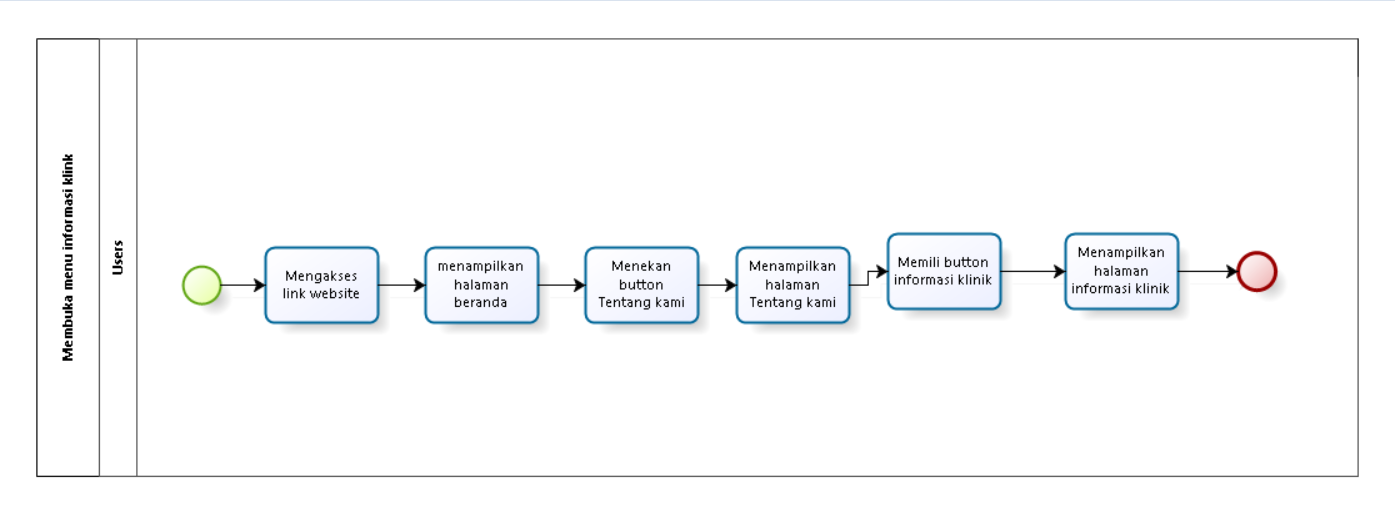 Membuka menu informasi klink
Users
Mengakses
link website
menampilkan
halaman
beranda
Menekan
button
Tentang kami
Menampilkan
halaman
Tentang kami
Memili button
informasi klinik
Menampilkan
halaman
informasi klinik